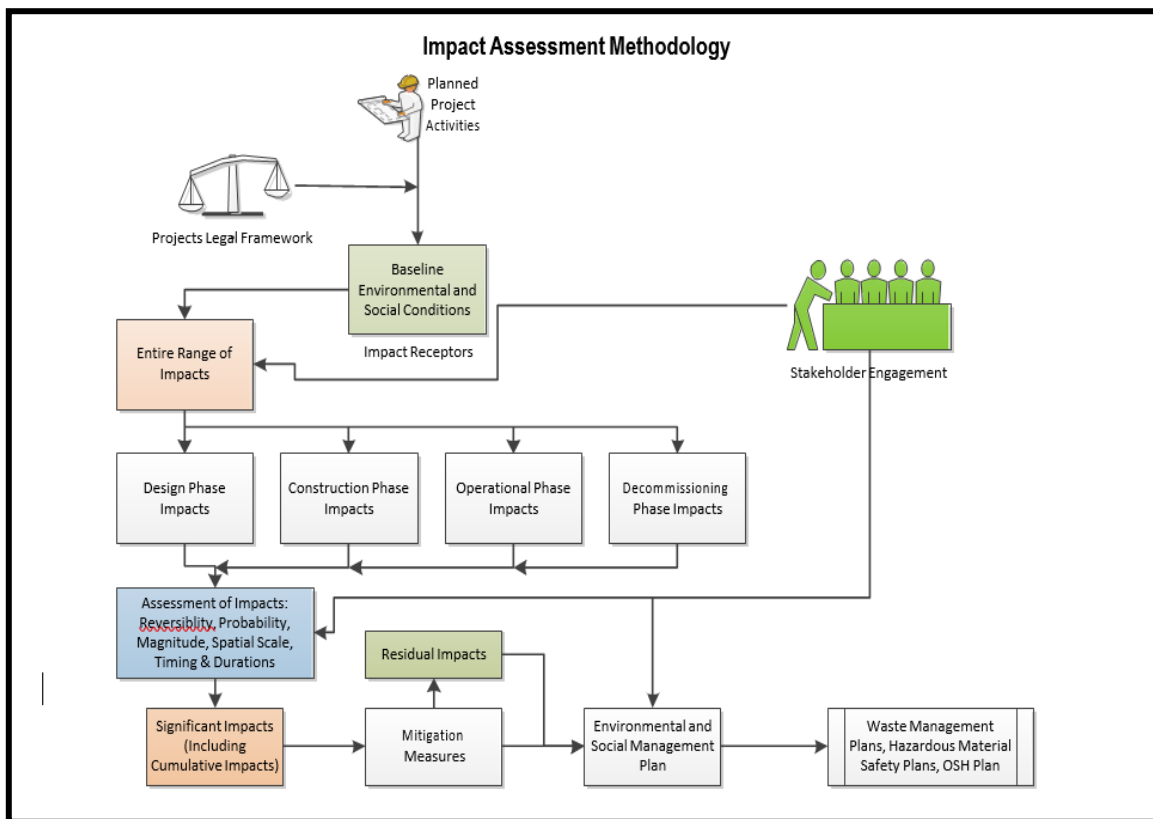 Impact Assessment Methodology
Planned
Project
Activities
Projects Legal Framework
Baseline
Environmental and
Social Conditions
Impact Receptors
Entire Range of
Impacts
Stakeholder Engagement
Design Phase
Impacts
Construction Phase
Impacts
Operational Phase
Impacts
Decommissioning
Phase Impacts
Assessment of Impacts:
Reversiblity, Probability,
Magnitude, Spatial Scale,
Timing & Durations
Residual Impacts
Significant Impacts
(Including
Cumulative Impacts)
Mitigation
Measures
Environmental and
Social Management
Plan
Waste Management
Plans, Hazardous Material
Safety Plans, OSH Plan